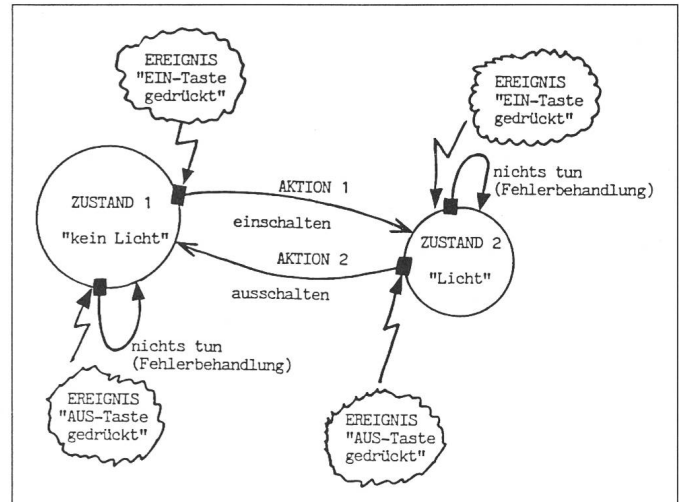 EREIGNIS
"EIN-Taste
gedrückt"
EREIGNIS
"EIN-Taste
gedrückt"
nichts tun
(Fehlerbehandlung)
ZUSTAND 1
"kein Licht"
AKTION 1
einschalten
AKTION 2
ausschalten
ZUSTAND 2
"Licht"
nichts tun
(Fehlerbehandlung)
EREIGNIS
"AUS-Taste
gedrückt"
EREIGNIS
"AUS-Taste
gedrückt"